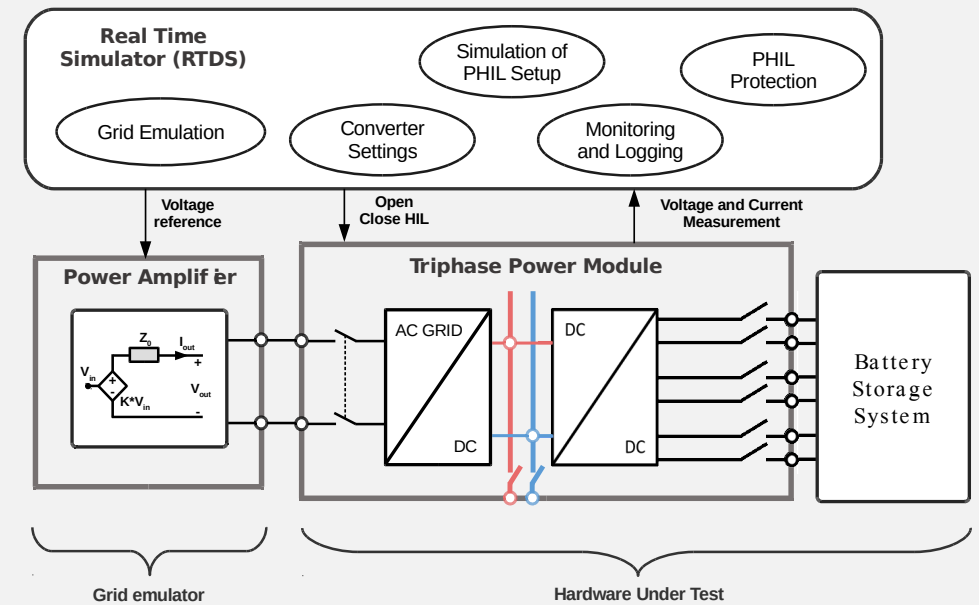 Real Time
Simulator (RTDS)
Simulation of
PHIL Setup
PHIL
Protection
Grid Emulation
Converter
Settings
Monitoring
and Logging
Voltage
reference
Open
Close HIL
Voltage and Current
Measurement
Power Amplifier
Triphase Power Module
Z0
Iout
+
Vin
+
-
K*Vin
Vout
-
AC GRID
DC
DC
DC
Battery
Storage
System
Grid emulator
Hardware Under Test